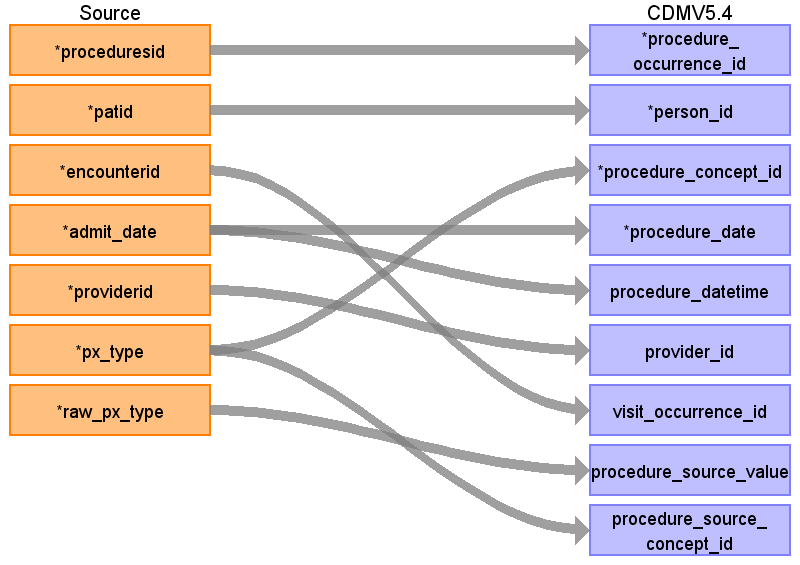 Source
CDMV5.4
*proceduresid
*procedure_
occurrence_id
*patid
*person_id
*encounterid
*procedure_concept_id
*admit_date
*procedure_date
*providerid
procedure_datetime
*px_type
provider_id
*raw_px_type
visit_occurrence_id
procedure_source_value
procedure_source_
concept_id